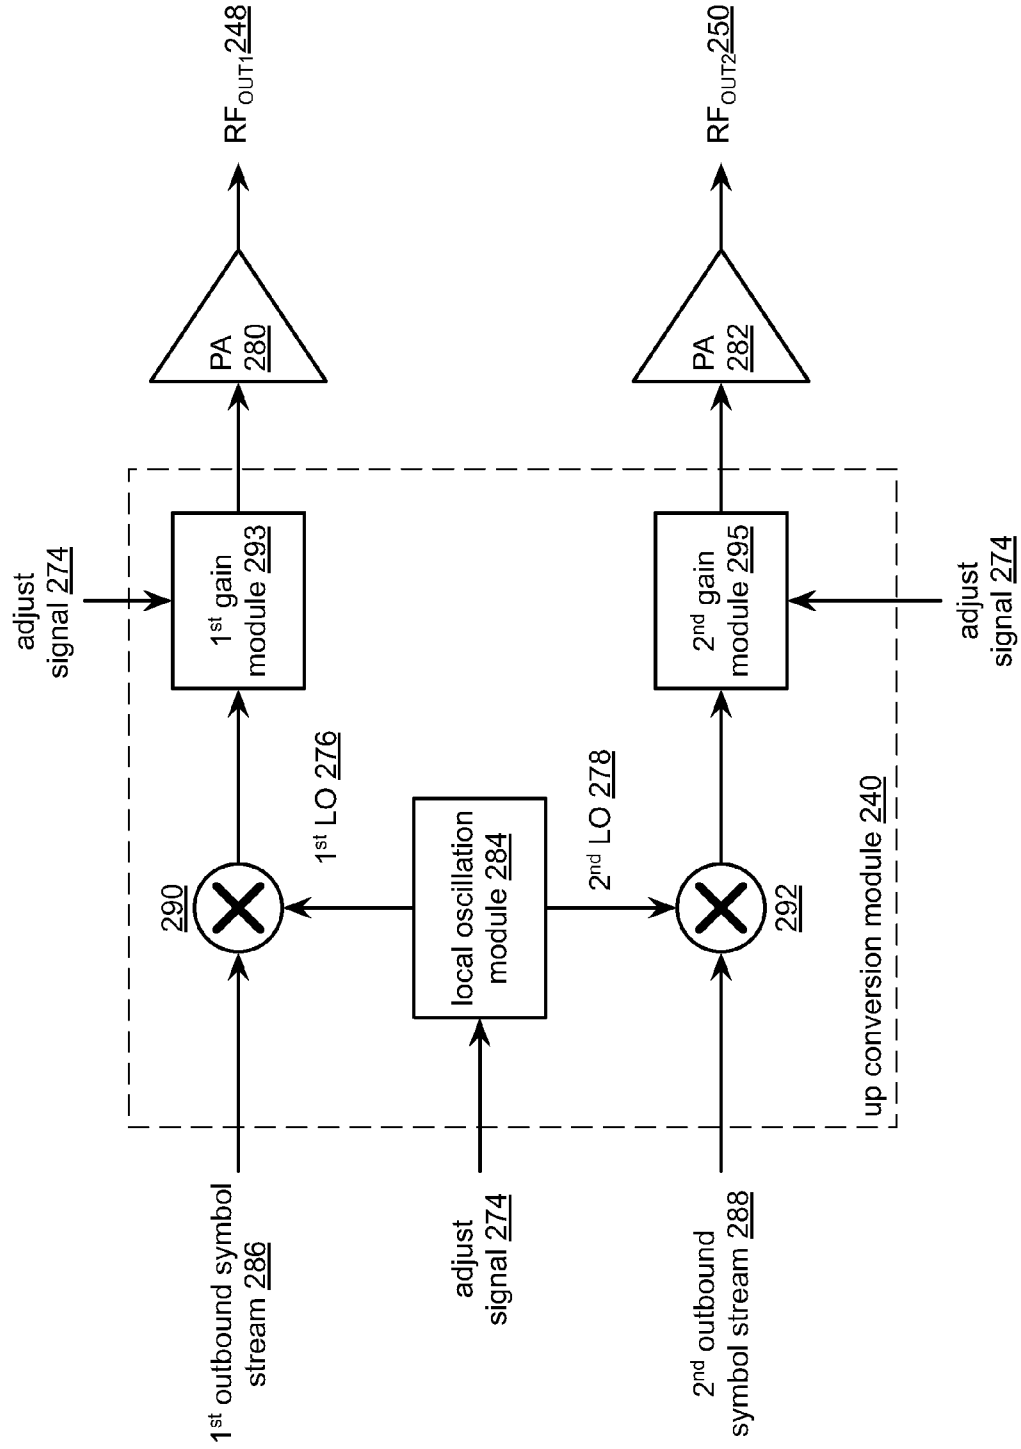 1st outbound symbol
stream 286
adjust
signal 274
2nd outbound
symbol stream 288
290
1st LO 276
local oscillation
module 284
2nd LO 278
292
up conversion module 240
adjust
signal 274
1st gain
module 293
2nd gain
module 295
adjust
signal 274
PA
280
PA
282
RFOUT1 248
RFOUT2 250